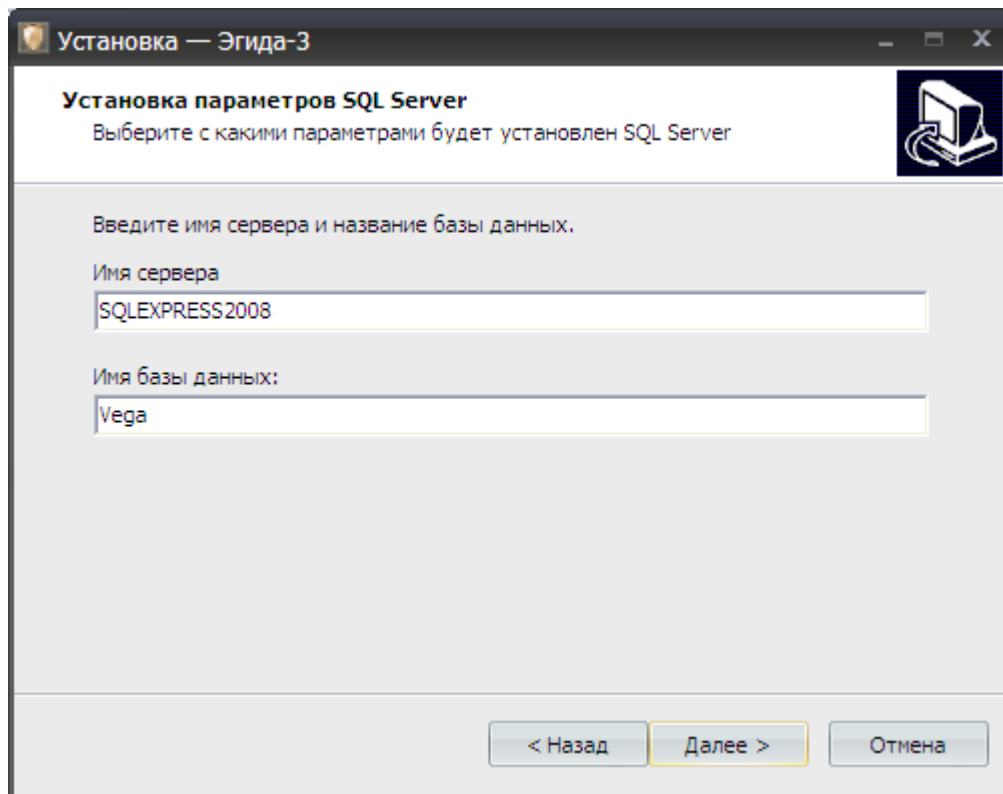 Установка — Эгида-3
Установка параметров SQL Server
Выберите с какими параметрами будет установлен SQL Server
Введите имя сервера и название базы данных.
Имя сервера
SQLEXPRESS2008
Имя базы данных:
Vega
< Назад
Далее >
Отмена